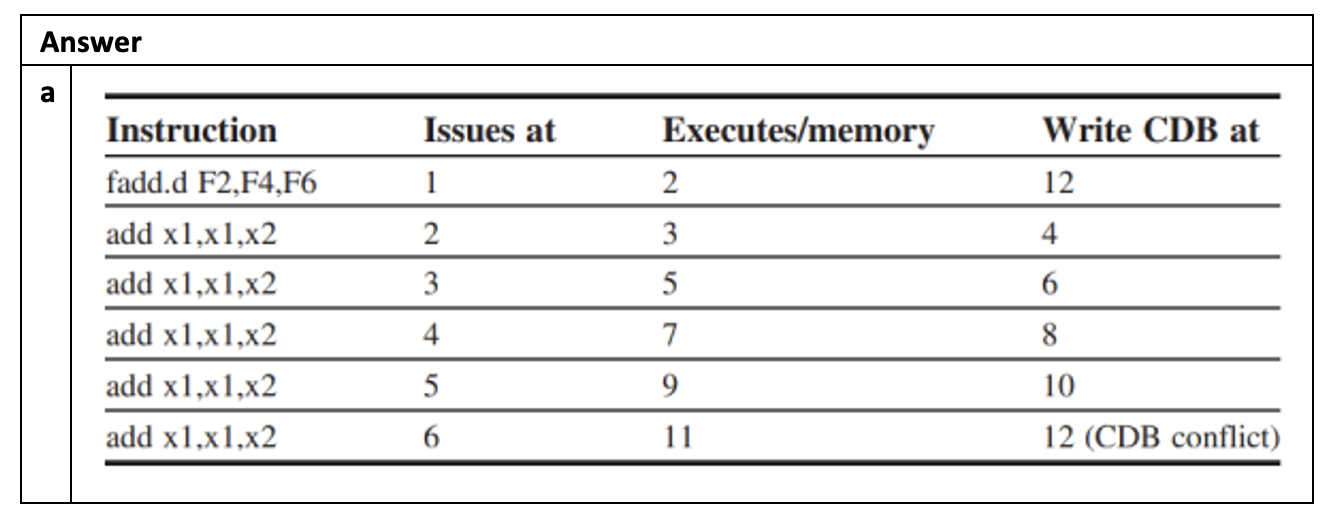 Answer
a
Instruction Issues at Executes/memory Write CDB at
fadd.d F2,F4,F6 1 2 12
add x1,x1,x2 2 3 4
add x1,x1,x2 3 5 6
add x1,x1,x2 4 7 8
add x1,x1,x2 5 9 10
add x1,x1,x2 6 11 12 (CDB conflict)